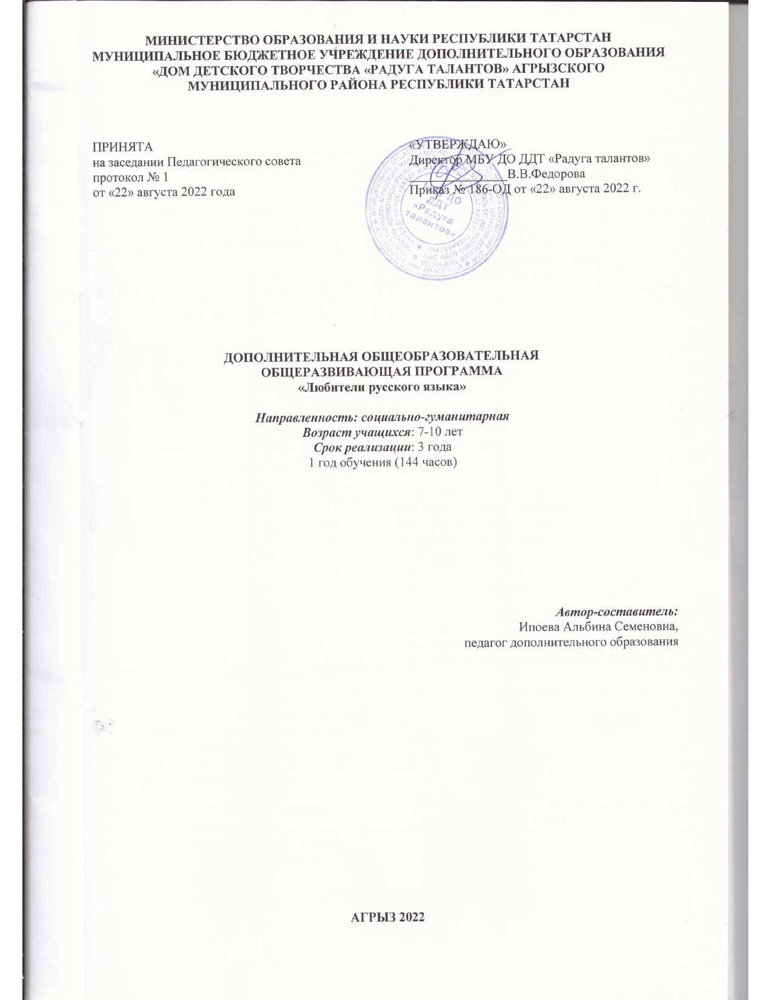 МИНИСТЕРСТВО ОБРАЗОВАНИЯ И НАУКИ РЕСПУБЛИКИ ТАТАРСТАН
МУНИЦИПАЛЬНОЕ БЮДЖЕТНОЕ УЧРЕЖДЕНИЕ ДОПОЛНИТЕЛЬНОГО ОБРАЗОВАНИЯ
«ДОМ ДЕТСКОГО ТВОРЧЕСТВА «РАДУГА ТАЛАНТОВ» АГРЫЗСКОГО
МУНИЦИПАЛЬНОГО РАЙОНА РЕСПУБЛИКИ ТАТАРСТАН
ПРИНЯТА
на заседании Педагогического совета
протокол № 1
от «22» августа 2022 года
«УТВЕРЖДАЮ»
Директор МБУ ДО ДДТ «Радуга талантов»
_______________В.В.Федорова
Приказ № 186-ОД от «22» августа 2022 г.
ДО
ДДТ
«Радуга
талантов»
ДОПОЛНИТЕЛЬНАЯ ОБЩЕОБРАЗОВАТЕЛЬНАЯ
ОБЩЕРАЗВИВАЮЩАЯ ПРОГРАММА
«Любители русского языка»
Направленность: социально-гуманитарная
Возраст учащихся: 7-10 лет
Срок реализации: 3 года
1 год обучения (144 часов)
Автор-составитель:
Ипоева Альбина Семеновна,
педагог дополнительного образования
АГРЫЗ 2022